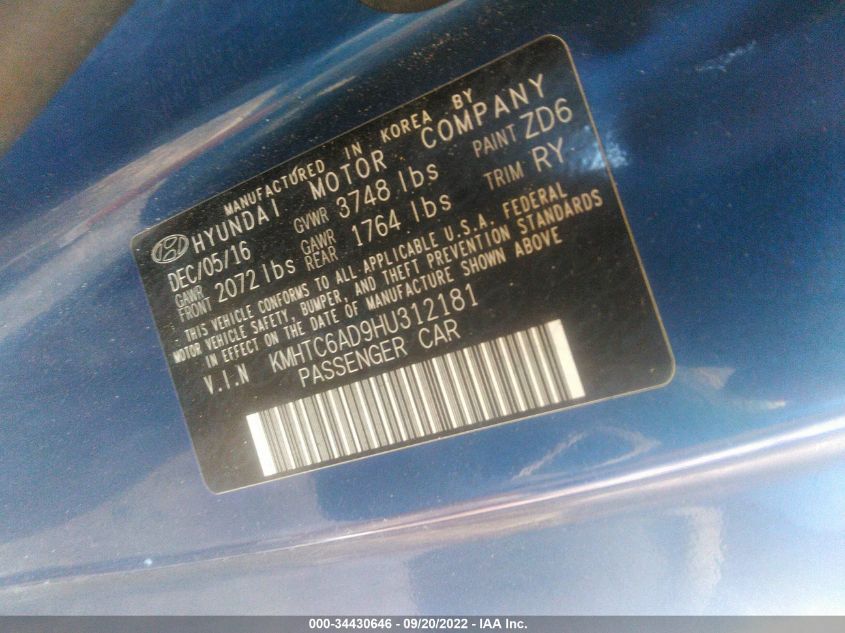 MANUFACTURED IN KOREA BY
HYUNDAI MOTOR COMPANY
DEC/05/16 GVWR 3748 lbs PAINT ZD6
GAWR FRONT 2072 lbs GAWR REAR 1764 lbs TRIM RY
. THIS VEHICLE CONFORMS TO ALL APPLICABLE U.S.A. FEDERAL
MOTOR VEHICLE SAFETY, BUMPER, AND THEFT PREVENTION STANDARDS
IN EFFECT ON THE DATE OF MANUFACTURE SHOWN ABOVE
V.I.N KMHTC6AD9HU312181
PASSENGER CAR
000-34430646 - 09/20/2022 - IAA Inc.